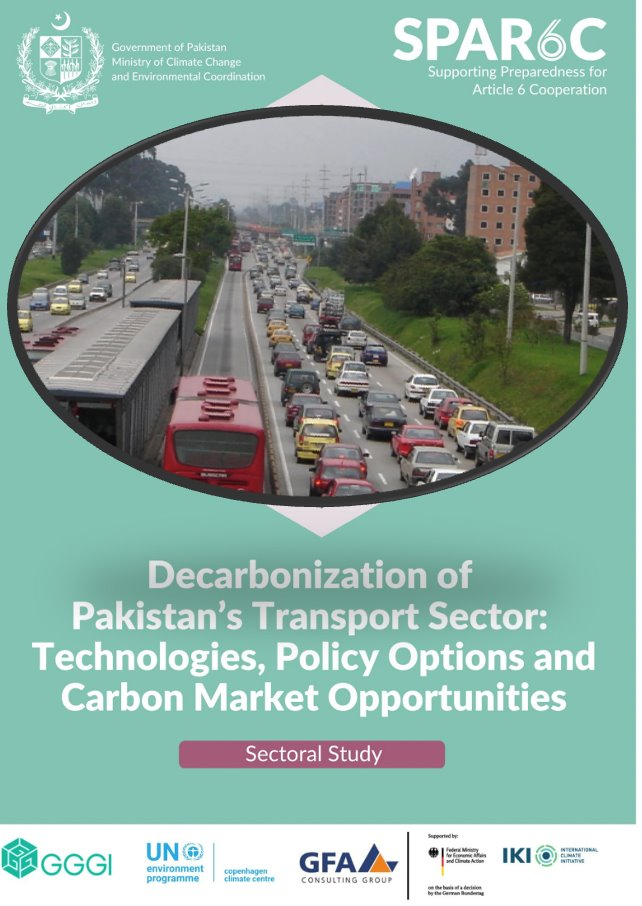 Government of Pakistan
Ministry of Climate Change
and Environmental Coordination
SPAR6C
Supporting Preparedness for
Article 6 Cooperation
Decarbonization of
Pakistan's Transport Sector:
Technologies, Policy Options and
Carbon Market Opportunities
Sectoral Study
GGGI
UN
environment
programme
copenhagen
climate centre
GFA
CONSULTING GROUP
Supported by:
Federal Ministry
for Economic Affairs
and Climate Action
on the basis of a decision
by the German Bundestag
IKI
INTERNATIONAL
CLIMATE
INITIATIVE